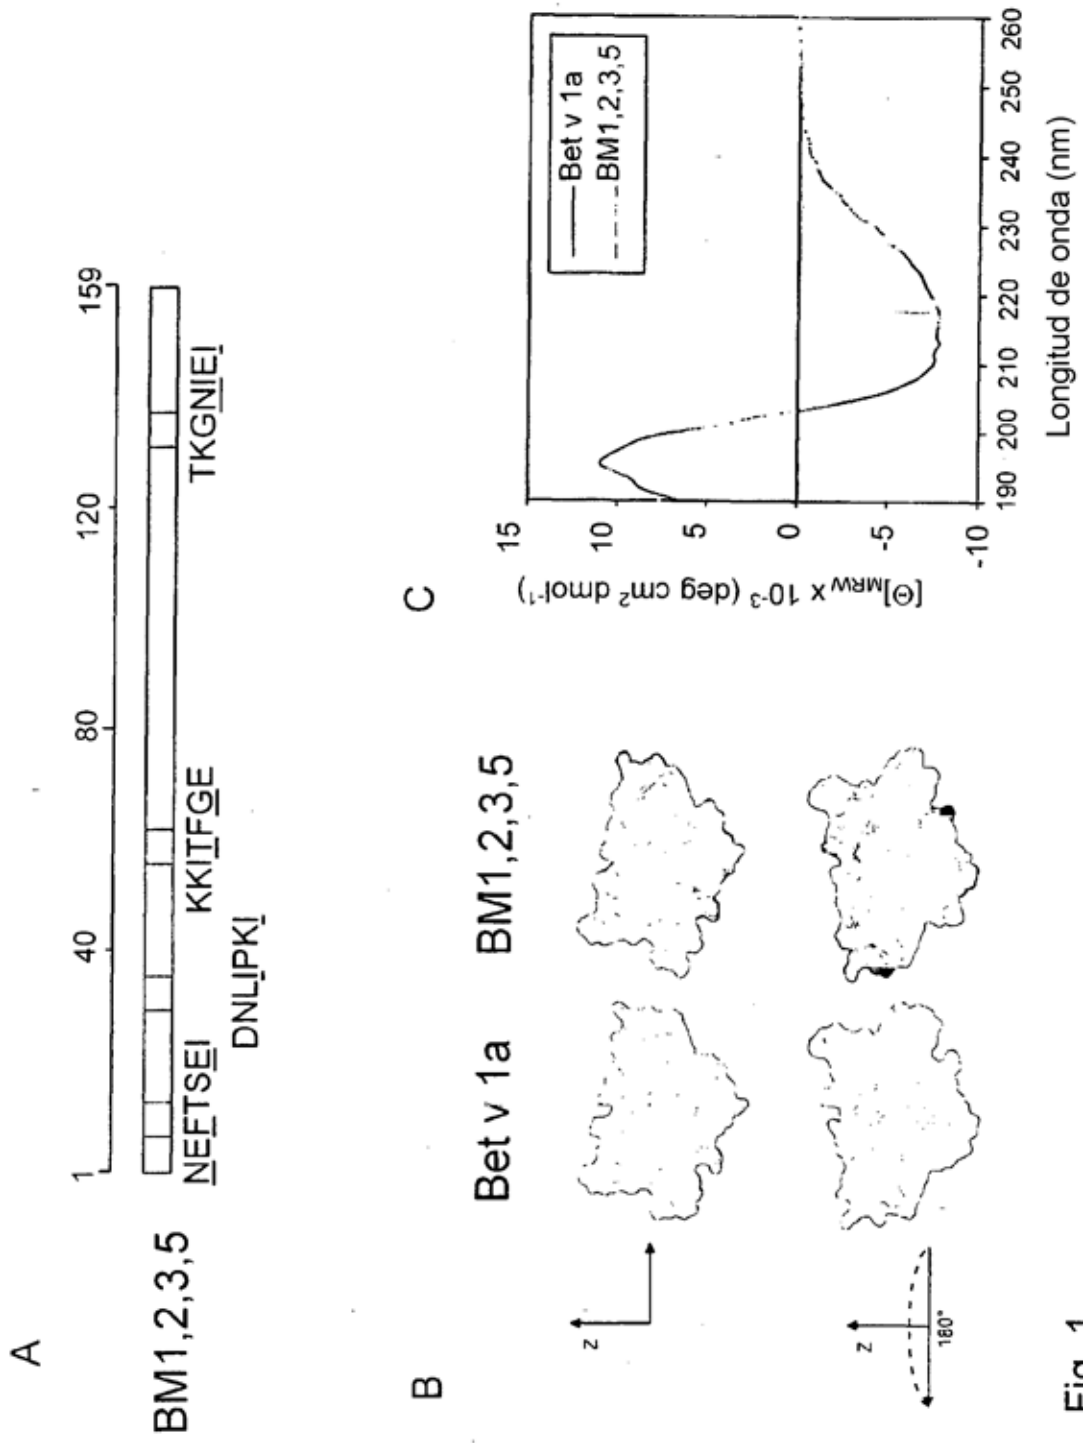 A
1 40 80 120 159
BM1,2,3,5
NEFTSEI KKITFGE TKGNIEI
DNLIPKI
B
Bet v 1a BM1,2,3,5
Z
Z
180°
C
[Θ]MRW x 10-3 (deg cm2 dmol-1)
15
10
5
0
-5
-10
Bet v 1a
BM1,2,3,5
190 200 210 220 230 240 250 260
Longitud de onda (nm)
Fig. 1